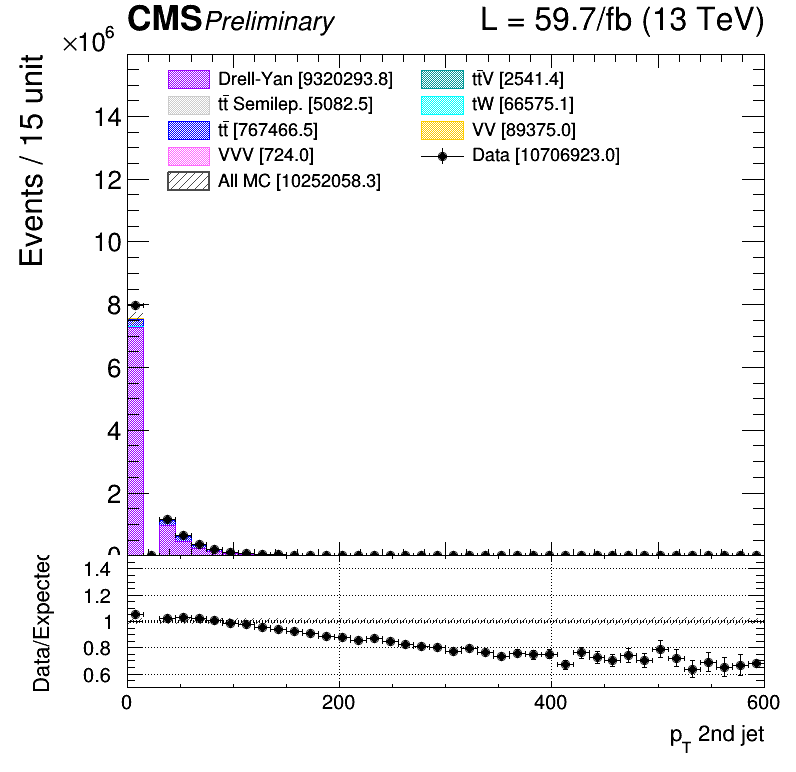 CMS Preliminary L = 59.7/fb (13 TeV)
×10⁶
Events / 15 unit
Drell-Yan [9320293.8]
tt̄ Semilep. [5082.5]
tt̄ [767466.5]
VVV [724.0]
All MC [10252058.3]
tt̄V [2541.4]
tW [66575.1]
VV [89375.0]
Data [10706923.0]
14
12
10
8
6
4
2
0
Data/Expected
1.4
1.2
1
0.8
0.6
0 200 400 600
p_T 2nd jet